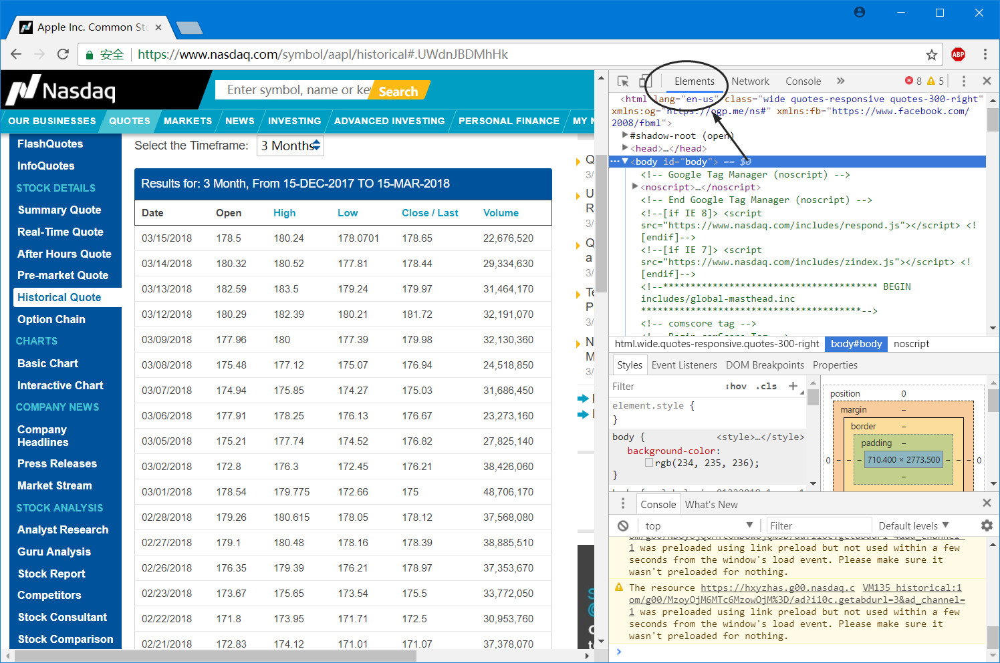 Apple Inc. Common Sto
安全
https://www.nasdaq.com/symbol/aapl/historical#.UWdnJBDMhHk
ABP
Nasdaq
Enter symbol, name or key
Search
OUR BUSINESSES QUOTES MARKETS NEWS INVESTING ADVANCED INVESTING PERSONAL FINANCE MY N
FlashQuotes
InfoQuotes
STOCK DETAILS
Summary Quote
Real-Time Quote
After Hours Quote
Pre-market Quote
Historical Quote
Option Chain
CHARTS
Basic Chart
Interactive Chart
COMPANY NEWS
Company
Headlines
Press Releases
Market Stream
STOCK ANALYSIS
Analyst Research
Guru Analysis
Stock Report
Competitors
Stock Consultant
Stock Comparison
Select the Timeframe: 3 Months
Results for: 3 Month, From 15-DEC-2017 TO 15-MAR-2018
Date Open High Low Close / Last Volume
03/15/2018 178.5 180.24 178.0701 178.65 22,676,520
03/14/2018 180.32 180.52 177.81 178.44 29,334,630
03/13/2018 182.59 183.5 179.24 179.97 31,464,170
03/12/2018 180.29 182.39 180.21 181.72 32,191,070
03/09/2018 177.96 180 177.39 179.98 32,130,360
03/08/2018 175.48 177.12 175.07 176.94 24,518,850
03/07/2018 174.94 175.85 174.27 175.03 31,686,450
03/06/2018 177.91 178.25 176.13 176.67 23,273,160
03/05/2018 175.21 177.74 174.52 176.82 27,825,140
03/02/2018 172.8 176.3 172.45 176.21 38,426,060
03/01/2018 178.54 179.775 172.66 175 48,706,170
02/28/2018 179.26 180.615 178.05 178.12 37,568,080
02/27/2018 179.1 180.48 178.16 178.39 38,885,510
02/26/2018 176.35 179.39 176.21 178.97 37,353,670
02/23/2018 173.67 175.65 173.54 175.5 33,772,050
02/22/2018 171.8 173.95 171.71 172.5 30,953,760
02/21/2018 172.83 174.12 171.01 171.07 37,378,070
Q
3/
U
R
3/
Q
a
3/
Te
P
3/
N
M
3/
Elements Network Console » 8 5
<html lang="en-us" class="wide quotes-responsive quotes-300-right"
xmlns:og="https://ogp.me/ns#" xmlns:fb="https://www.facebook.com/
2008/fbml">
#shadow-root (open)
<head>…</head>
<body id="body"> == $0
<!-- Google Tag Manager (noscript) -->
<noscript>…</noscript>
<!-- End Google Tag Manager (noscript) -->
<!--[if IE 8]> <script
src="https://www.nasdaq.com/includes/respond.js"></script> <!
[endif]-->
<!--[if IE 7]> <script
src="https://www.nasdaq.com/includes/zindex.js"></script> <!
[endif]-->
<!--*************************************** BEGIN
includes/global-masthead.inc
****************************************-->
<!-- comscore tag -->
<!-- Begin comScore Tag -->
html.wide.quotes-responsive.quotes-300-right body#body noscript
Styles Event Listeners DOM Breakpoints Properties
Filter :hov .cls +
element.style {
}
body { <style>…</style>
background-color:
rgb(234, 235, 236);
}
position 0
margin –
border –
padding –
0 – – – 710.400 × 2773.500 – – – 0
–
Console What's New
top Filter Default levels
1 was preloaded using link preload but not used within a few
seconds from the window's load event. Please make sure it
wasn't preloaded for nothing.
The resource https://hxyzhas.g00.nasdaq.c VM135 historical:1
om/g00/MzoyOjM6MTc6MzowOjM%3D/ad?i10c.getabdurl=3&ad_channel=
1 was preloaded using link preload but not used within a few
seconds from the window's load event. Please make sure it
wasn't preloaded for nothing.